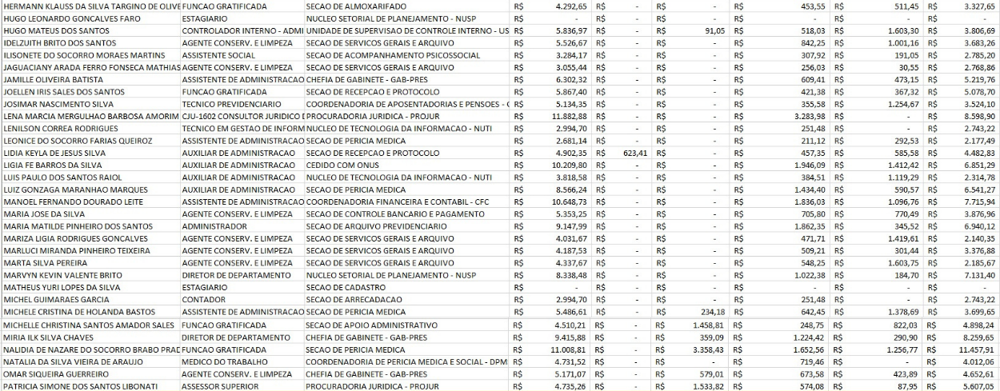 HERMANN KLAUSS DA SILVA TARGINO DE OLIVE FUNCAO GRATIFICADA SECAO DE ALMOXARIFADO R$ 4.292,65 R$ - R$ - R$ 453,55 R$ 511,45 R$ 3.327,65
HUGO LEONARDO GONCALVES FARO ESTAGIARIO NUCLEO SETORIAL DE PLANEJAMENTO - NUSP R$ - R$ - R$ - R$ - R$ - R$ -
HUGO MATEUS DOS SANTOS CONTROLADOR INTERNO - ADMI UNIDADE DE SUPERVISAO DE CONTROLE INTERNO - US R$ 5.836,97 R$ - R$ 91,05 R$ 518,03 R$ 1.603,30 R$ 3.806,69
IDELZUITH BRITO DOS SANTOS AGENTE CONSERV. E LIMPEZA SECAO DE SERVICOS GERAIS E ARQUIVO R$ 5.526,67 R$ - R$ - R$ 842,25 R$ 1.001,16 R$ 3.683,26
ILISONETE DO SOCORRO MORAES MARTINS ASSISTENTE SOCIAL SECAO DE ACOMPANHAMENTO PSICOSSOCIAL R$ 3.284,17 R$ - R$ - R$ 307,92 R$ 191,05 R$ 2.785,20
JAGUACIANY ARADA FERRO FONSECA MATHIAS AGENTE CONSERV. E LIMPEZA SECAO DE SERVICOS GERAIS E ARQUIVO R$ 3.055,44 R$ - R$ - R$ 256,03 R$ 30,55 R$ 2.768,86
JAMILLE OLIVEIRA BATISTA ASSISTENTE DE ADMINISTRACAO CHEFIA DE GABINETE - GAB-PRES R$ 6.302,32 R$ - R$ - R$ 609,41 R$ 473,15 R$ 5.219,76
JOELLEN IRIS SALES DOS SANTOS FUNCAO GRATIFICADA SECAO DE RECEPCAO E PROTOCOLO R$ 5.867,40 R$ - R$ - R$ 421,38 R$ 367,32 R$ 5.078,70
JOSIMAR NASCIMENTO SILVA TECNICO PREVIDENCIARIO COORDENADORIA DE APOSENTADORIAS E PENSOES - C R$ 5.134,35 R$ - R$ - R$ 355,58 R$ 1.254,67 R$ 3.524,10
LENA MARCIA MERGULHAO BARBOSA AMORIM CJU-1602 CONSULTOR JURIDICO D PROCURADORIA JURIDICA - PROJUR R$ 11.882,88 R$ - R$ - R$ 3.283,98 R$ - R$ 8.598,90
LENILSON CORREA RODRIGUES TECNICO EM GESTAO DE INFORM NUCLEO DE TECNOLOGIA DA INFORMACAO - NUTI R$ 2.994,70 R$ - R$ - R$ 251,48 R$ - R$ 2.743,22
LEONICE DO SOCORRO FARIAS QUEIROZ ASSISTENTE DE ADMINISTRACAO SECAO DE PERICIA MEDICA R$ 2.681,14 R$ - R$ - R$ 211,12 R$ 292,53 R$ 2.177,49
LIDIA KEYLA DE JESUS SILVA AUXILIAR DE ADMINISTRACAO SECAO DE RECEPCAO E PROTOCOLO R$ 4.902,35 R$ 623,41 R$ - R$ 457,35 R$ 585,58 R$ 4.482,83
LIGIA FE BARROS DA SILVA AUXILIAR DE ADMINISTRACAO CEDIDO COM ONUS R$ 10.209,80 R$ - R$ - R$ 1.946,09 R$ 1.412,42 R$ 6.851,29
LUIS PAULO DOS SANTOS RAIOL AUXILIAR DE ADMINISTRACAO NUCLEO DE TECNOLOGIA DA INFORMACAO - NUTI R$ 3.818,58 R$ - R$ - R$ 384,51 R$ 1.119,29 R$ 2.314,78
LUIZ GONZAGA MARANHAO MARQUES AUXILIAR DE ADMINISTRACAO SECAO DE PERICIA MEDICA R$ 8.566,24 R$ - R$ - R$ 1.434,40 R$ 590,57 R$ 6.541,27
MANOEL FERNANDO DOURADO LEITE ASSISTENTE DE ADMINISTRACAO COORDENADORIA FINANCEIRA E CONTABIL - CFC R$ 10.648,73 R$ - R$ - R$ 1.836,03 R$ 1.096,76 R$ 7.715,94
MARIA JOSE DA SILVA AGENTE CONSERV. E LIMPEZA SECAO DE CONTROLE BANCARIO E PAGAMENTO R$ 5.353,25 R$ - R$ - R$ 705,80 R$ 770,49 R$ 3.876,96
MARIA MATILDE PINHEIRO DOS SANTOS ADMINISTRADOR SECAO DE ARQUIVO PREVIDENCIARIO R$ 9.147,99 R$ - R$ - R$ 1.862,35 R$ 345,52 R$ 6.940,12
MARIZA LIGIA RODRIGUES GONCALVES AGENTE CONSERV. E LIMPEZA SECAO DE SERVICOS GERAIS E ARQUIVO R$ 4.031,67 R$ - R$ - R$ 471,71 R$ 1.419,61 R$ 2.140,35
MARLUCI MIRANDA PINHEIRO TEIXEIRA AGENTE CONSERV. E LIMPEZA SECAO DE SERVICOS GERAIS E ARQUIVO R$ 4.187,53 R$ - R$ - R$ 509,21 R$ 301,44 R$ 3.376,88
MARTA SILVA PEREIRA AGENTE CONSERV. E LIMPEZA SECAO DE SERVICOS GERAIS E ARQUIVO R$ 4.337,67 R$ - R$ - R$ 548,25 R$ 1.603,75 R$ 2.185,67
MARVYN KEVIN VALENTE BRITO DIRETOR DE DEPARTAMENTO NUCLEO SETORIAL DE PLANEJAMENTO - NUSP R$ 8.338,48 R$ - R$ - R$ 1.022,38 R$ 184,70 R$ 7.131,40
MATHEUS YURI LOPES DA SILVA ESTAGIARIO SECAO DE CADASTRO R$ - R$ - R$ - R$ - R$ - R$ -
MICHEL GUIMARAES GARCIA CONTADOR SECAO DE ARRECADACAO R$ 2.994,70 R$ - R$ - R$ 251,48 R$ - R$ 2.743,22
MICHELE CRISTINA DE HOLANDA BASTOS ASSISTENTE DE ADMINISTRACAO SECAO DE PERICIA MEDICA R$ 5.486,61 R$ - R$ 234,18 R$ 642,45 R$ 1.378,69 R$ 3.699,65
MICHELLE CHRISTINA SANTOS AMADOR SALES FUNCAO GRATIFICADA SECAO DE APOIO ADMINISTRATIVO R$ 4.510,21 R$ - R$ 1.458,81 R$ 248,75 R$ 822,03 R$ 4.898,24
MIRIA ILK SILVA CHAVES DIRETOR DE DEPARTAMENTO CHEFIA DE GABINETE - GAB-PRES R$ 9.415,88 R$ - R$ 359,09 R$ 1.224,42 R$ 290,90 R$ 8.259,65
NALIDIA DE NAZARE DO SOCORRO BRABO PRAD FUNCAO GRATIFICADA SECAO DE PERICIA MEDICA R$ 11.008,81 R$ - R$ 3.358,43 R$ 1.652,56 R$ 1.256,77 R$ 11.457,91
NATALIA DA SILVA VIEIRA DE ARAUJO MEDICO DO TRABALHO COORDENADORIA DE PERICIA MEDICA E SOCIAL - DPM R$ 4.731,52 R$ - R$ - R$ 719,46 R$ - R$ 4.012,06
OMAR SIQUEIRA GUERREIRO AGENTE CONSERV. E LIMPEZA CHEFIA DE GABINETE - GAB-PRES R$ 5.171,07 R$ - R$ 579,01 R$ 673,58 R$ 423,89 R$ 4.652,61
PATRICIA SIMONE DOS SANTOS LIBONATI ASSESSOR SUPERIOR PROCURADORIA JURIDICA - PROJUR R$ 4.735,26 R$ - R$ 1.533,82 R$ 574,08 R$ 87,95 R$ 5.607,05